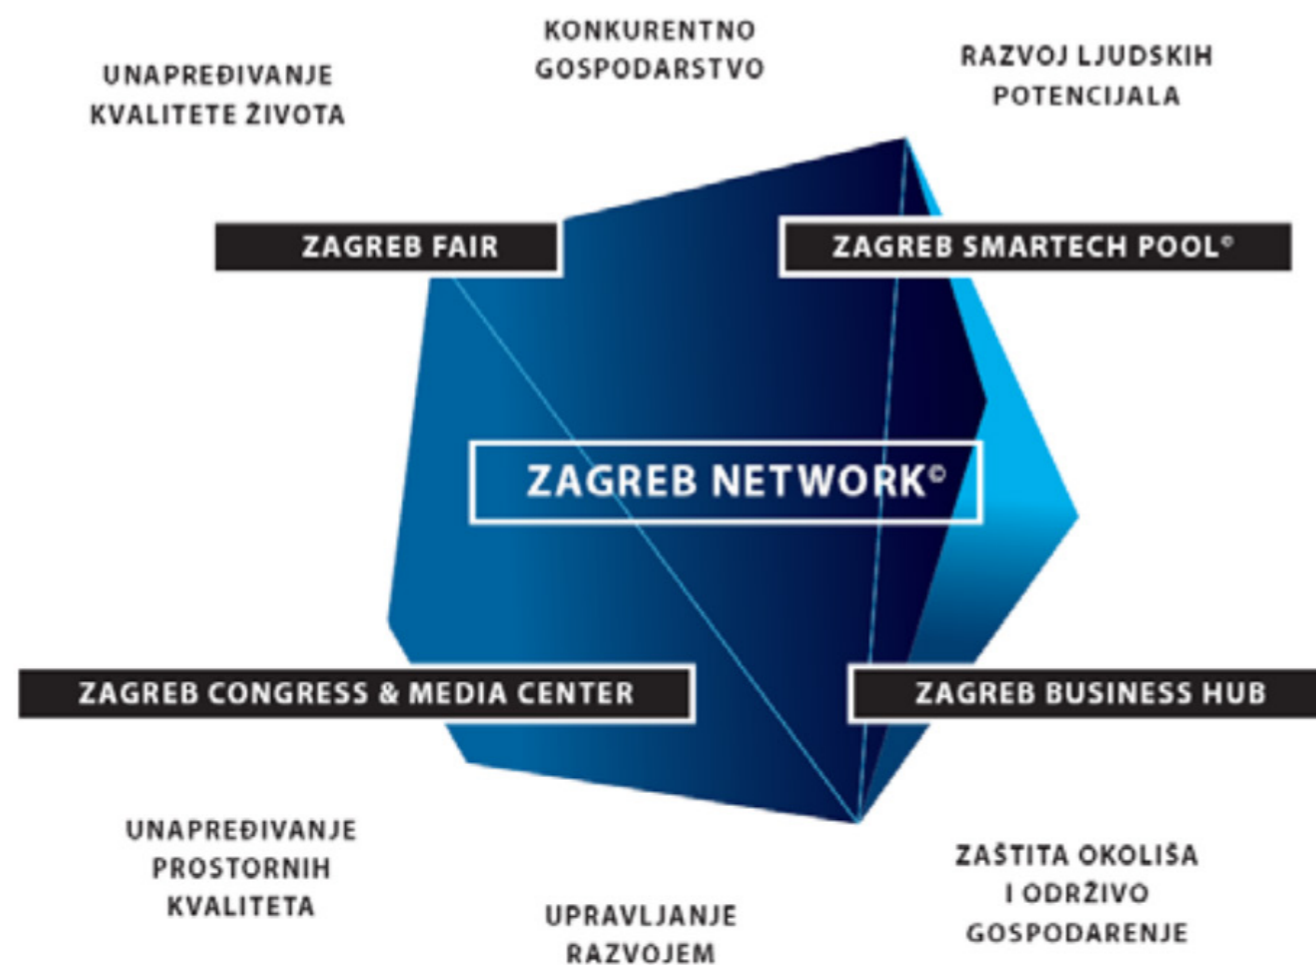 KONKURENTNO
GOSPODARSTVO
UNAPREĐIVANJE
KVALITETE ŽIVOTA
RAZVOJ LJUDSKIH
POTENCIJALA
ZAGREB FAIR
ZAGREB SMARTECH POOL©
ZAGREB NETWORK©
ZAGREB CONGRESS & MEDIA CENTER
ZAGREB BUSINESS HUB
UNAPREĐIVANJE
PROSTORNIH
KVALITETA
UPRAVLJANJE
RAZVOJEM
ZAŠTITA OKOLIŠA
I ODRŽIVO
GOSPODARENJE